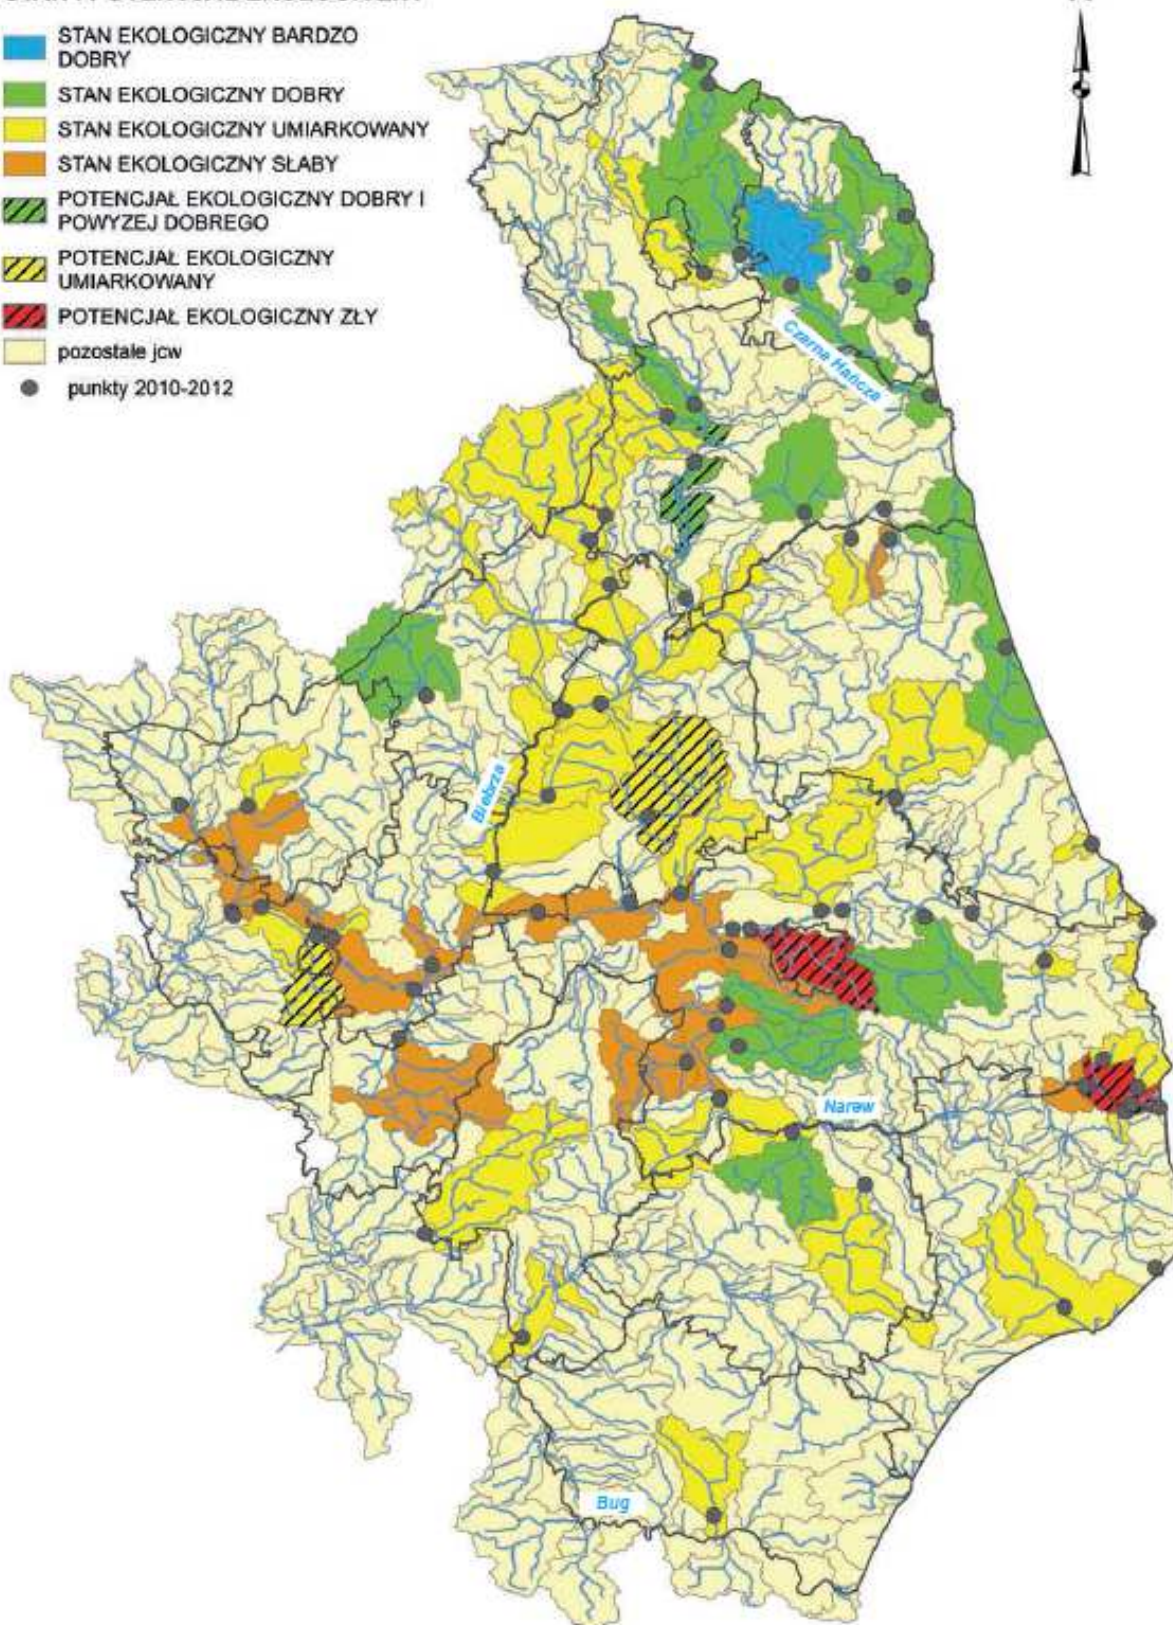 STAN EKOLOGICZNY BARDZO
DOBRY
STAN EKOLOGICZNY DOBRY
STAN EKOLOGICZNY UMIARKOWANY
STAN EKOLOGICZNY SŁABY
POTENCJAŁ EKOLOGICZNY DOBRY I
POWYZEJ DOBREGO
POTENCJAŁ EKOLOGICZNY
UMIARKOWANY
POTENCJAŁ EKOLOGICZNY ZŁY
pozostałe jcw
punkty 2010-2012
Czarna Hańcza
Biebrza
Narew
Bug